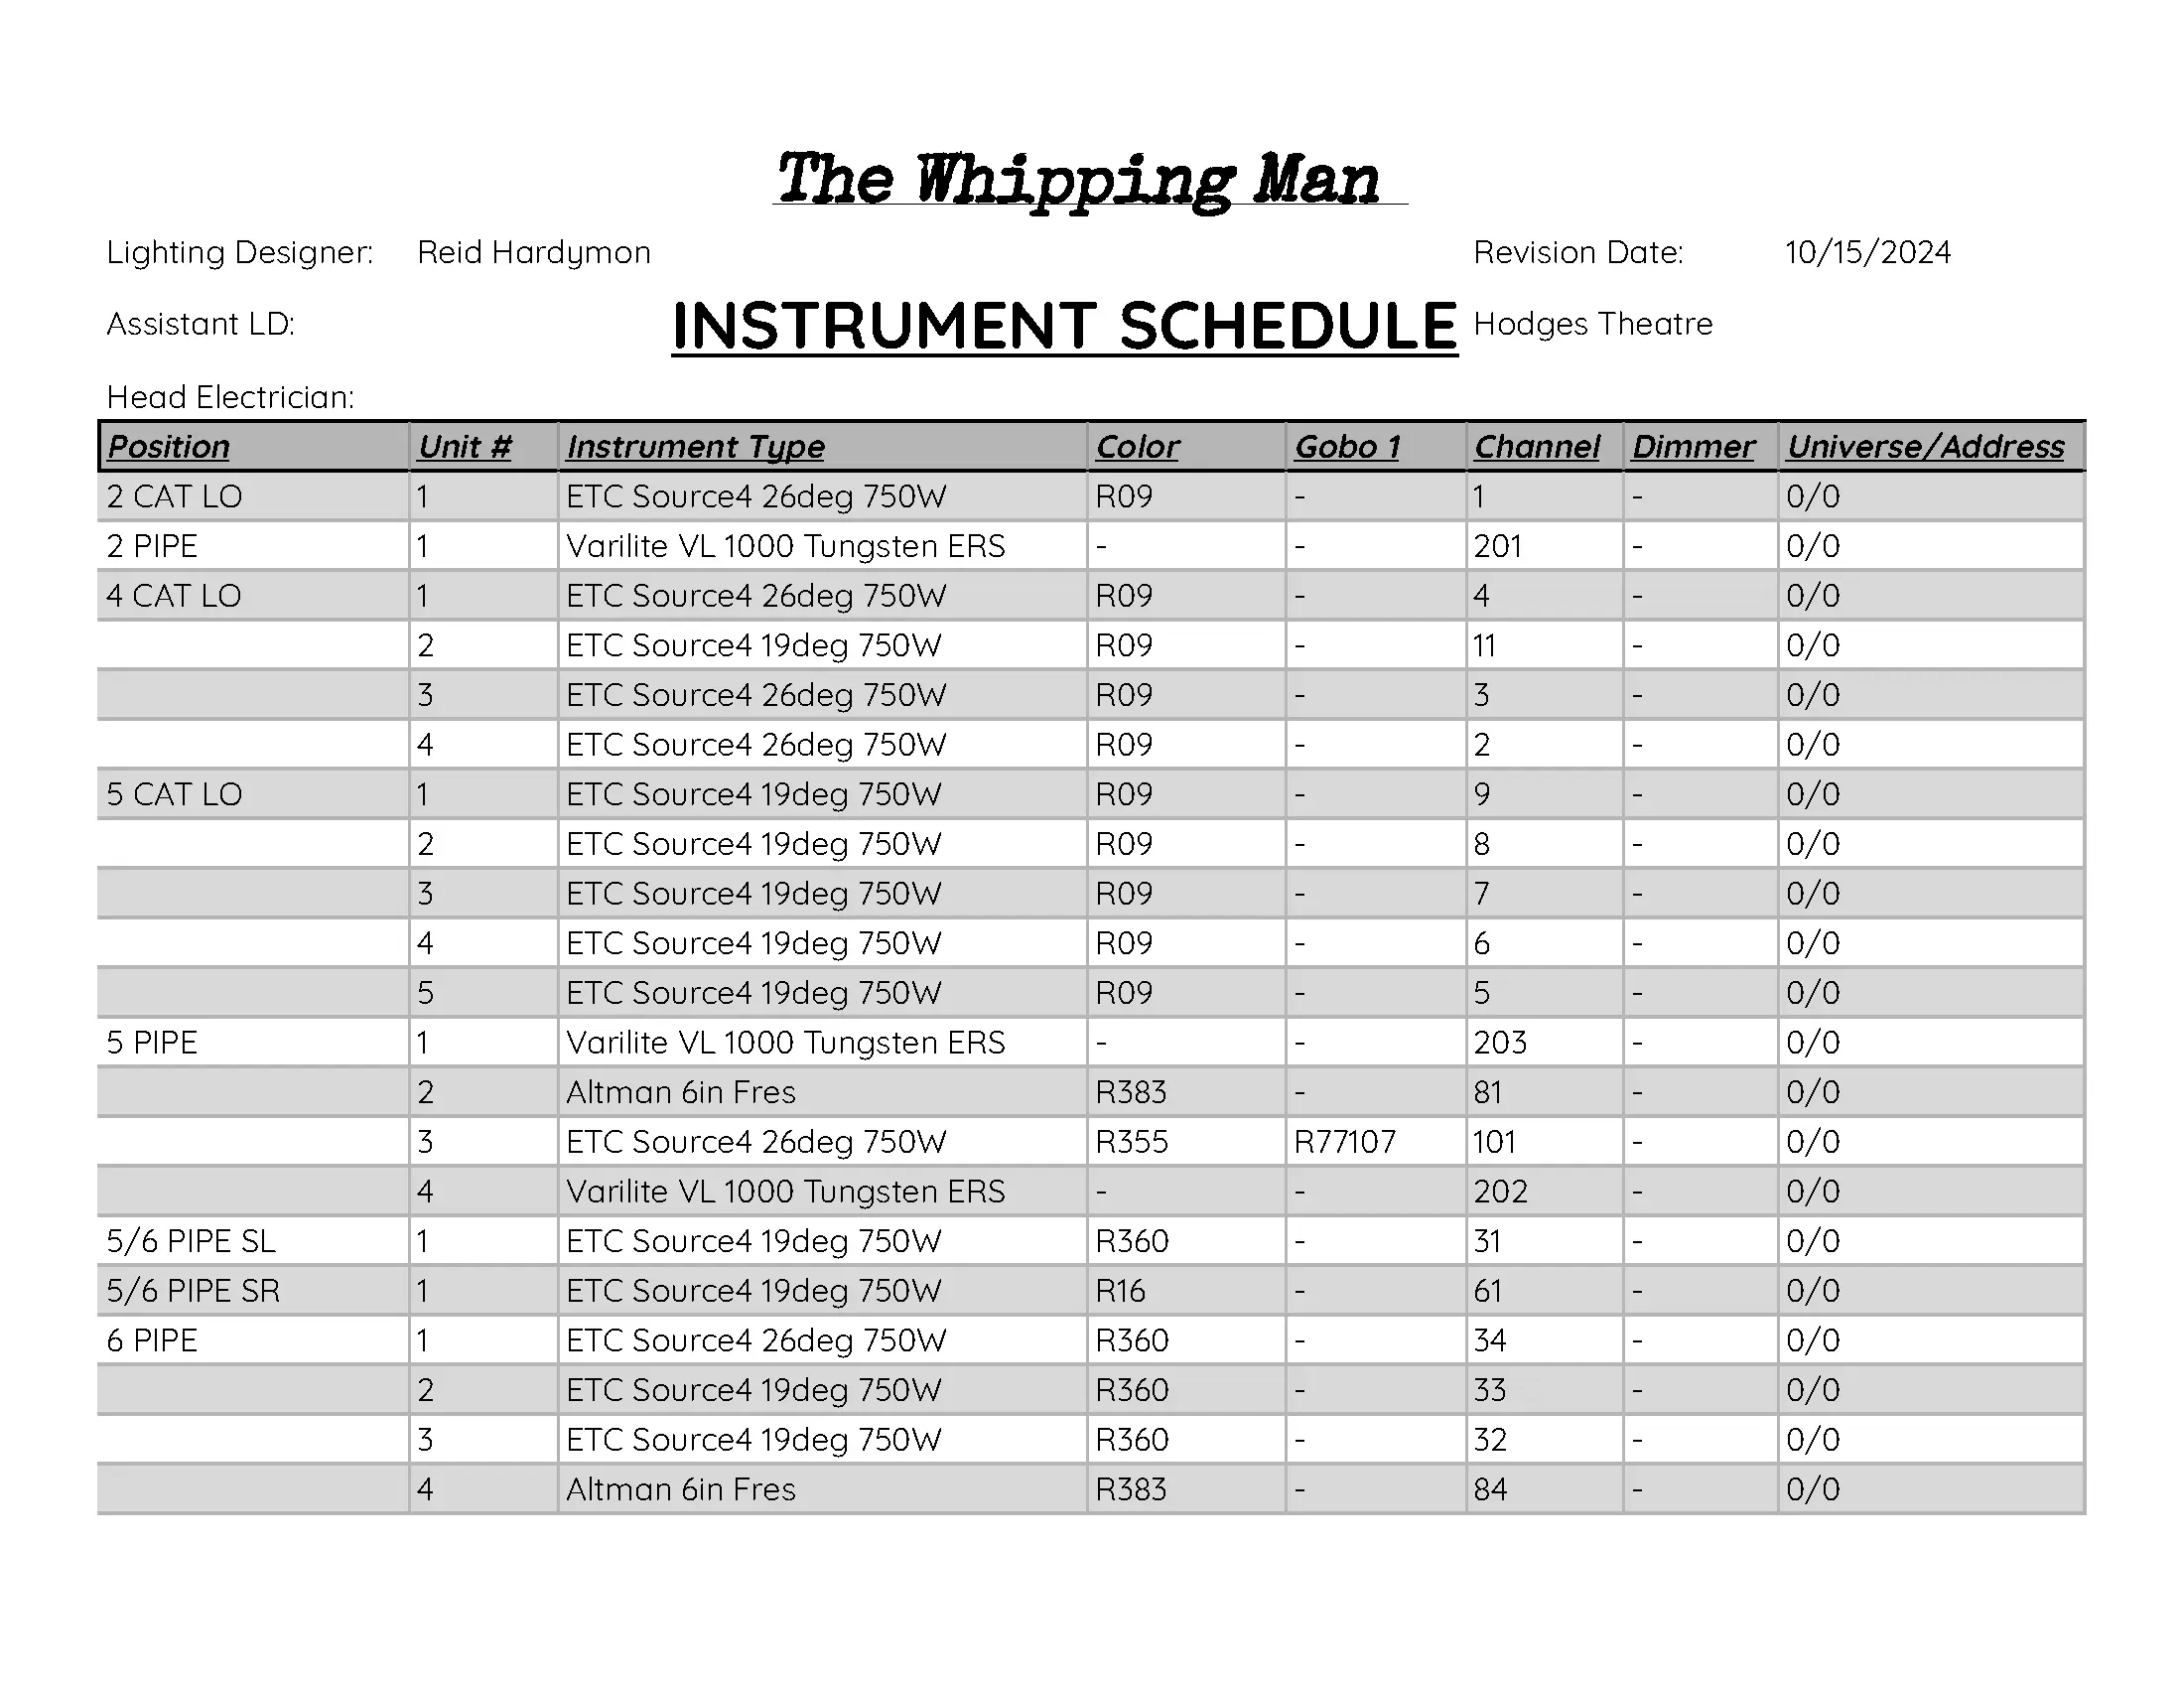 The Whipping Man
Lighting Designer: Reid Hardymon Revision Date: 10/15/2024
Assistant LD: INSTRUMENT SCHEDULE Hodges Theatre
Head Electrician:
Position Unit # Instrument Type Color Gobo 1 Channel Dimmer Universe/Address
2 CAT LO 1 ETC Source4 26deg 750W R09 - 1 - 0/0
2 PIPE 1 Varilite VL 1000 Tungsten ERS - - 201 - 0/0
4 CAT LO 1 ETC Source4 26deg 750W R09 - 4 - 0/0
2 ETC Source4 19deg 750W R09 - 11 - 0/0
3 ETC Source4 26deg 750W R09 - 3 - 0/0
4 ETC Source4 26deg 750W R09 - 2 - 0/0
5 CAT LO 1 ETC Source4 19deg 750W R09 - 9 - 0/0
2 ETC Source4 19deg 750W R09 - 8 - 0/0
3 ETC Source4 19deg 750W R09 - 7 - 0/0
4 ETC Source4 19deg 750W R09 - 6 - 0/0
5 ETC Source4 19deg 750W R09 - 5 - 0/0
5 PIPE 1 Varilite VL 1000 Tungsten ERS - - 203 - 0/0
2 Altman 6in Fres R383 - 81 - 0/0
3 ETC Source4 26deg 750W R355 R77107 101 - 0/0
4 Varilite VL 1000 Tungsten ERS - - 202 - 0/0
5/6 PIPE SL 1 ETC Source4 19deg 750W R360 - 31 - 0/0
5/6 PIPE SR 1 ETC Source4 19deg 750W R16 - 61 - 0/0
6 PIPE 1 ETC Source4 26deg 750W R360 - 34 - 0/0
2 ETC Source4 19deg 750W R360 - 33 - 0/0
3 ETC Source4 19deg 750W R360 - 32 - 0/0
4 Altman 6in Fres R383 - 84 - 0/0